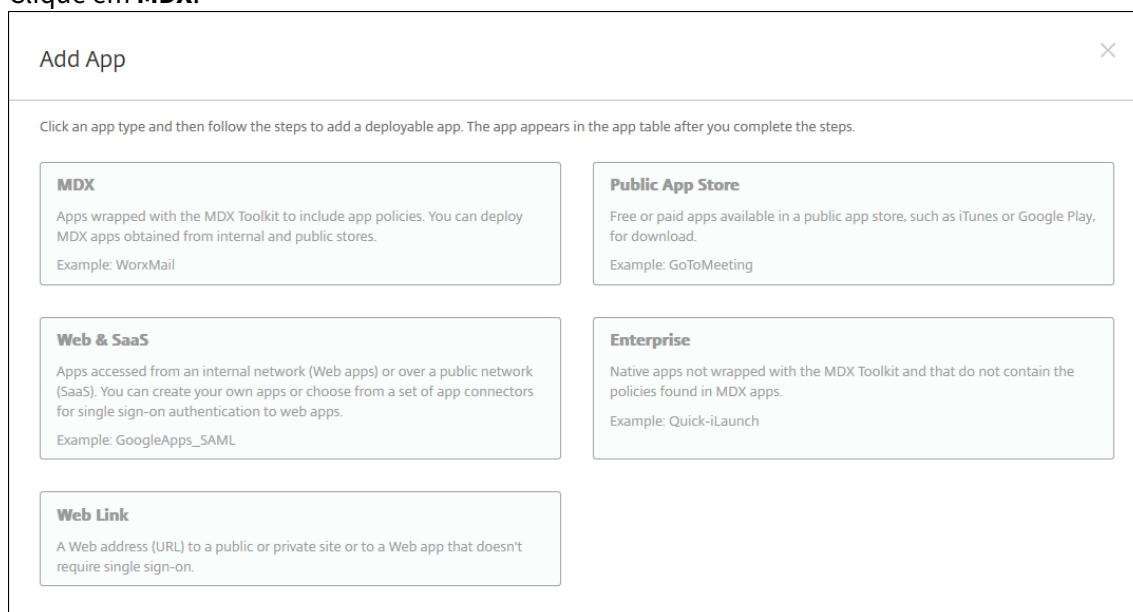 Clique em MDX.
Add App
Click an app type and then follow the steps to add a deployable app. The app appears in the app table after you complete the steps.
MDX
Apps wrapped with the MDX Toolkit to include app policies. You can deploy
MDX apps obtained from internal and public stores.
Example: WorxMail
Public App Store
Free or paid apps available in a public app store, such as iTunes or Google Play,
for download.
Example: GoToMeeting
Web & SaaS
Apps accessed from an internal network (Web apps) or over a public network
(SaaS). You can create your own apps or choose from a set of app connectors
for single sign-on authentication to web apps.
Example: GoogleApps_SAML
Enterprise
Native apps not wrapped with the MDX Toolkit and that do not contain the
policies found in MDX apps.
Example: Quick-iLaunch
Web Link
A Web address (URL) to a public or private site or to a Web app that doesn't
require single sign-on.